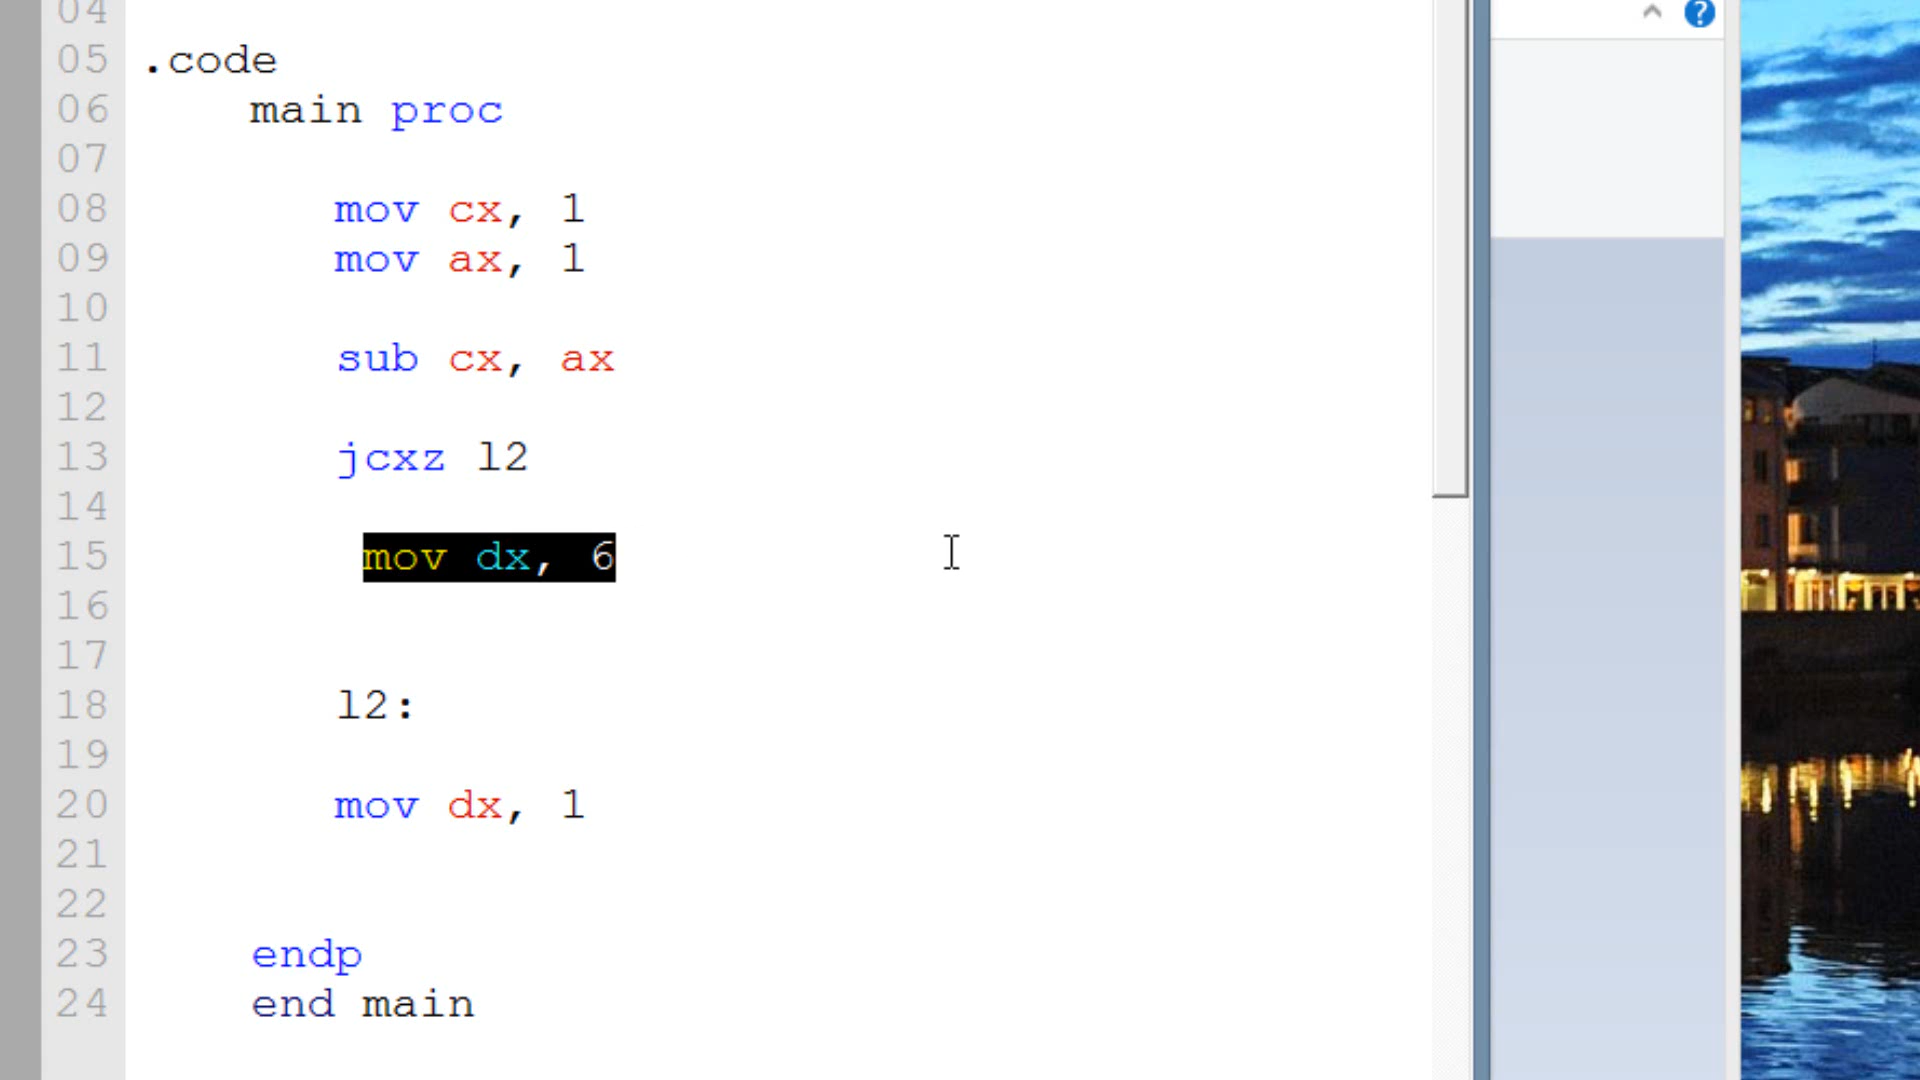 04
05 .code
06 main proc
07
08 mov cx, 1
09 mov ax, 1
10
11 sub cx, ax
12
13 jcxz l2
14
15 mov dx, 6
16
17
18 l2:
19
20 mov dx, 1
21
22
23 endp
24 end main
?